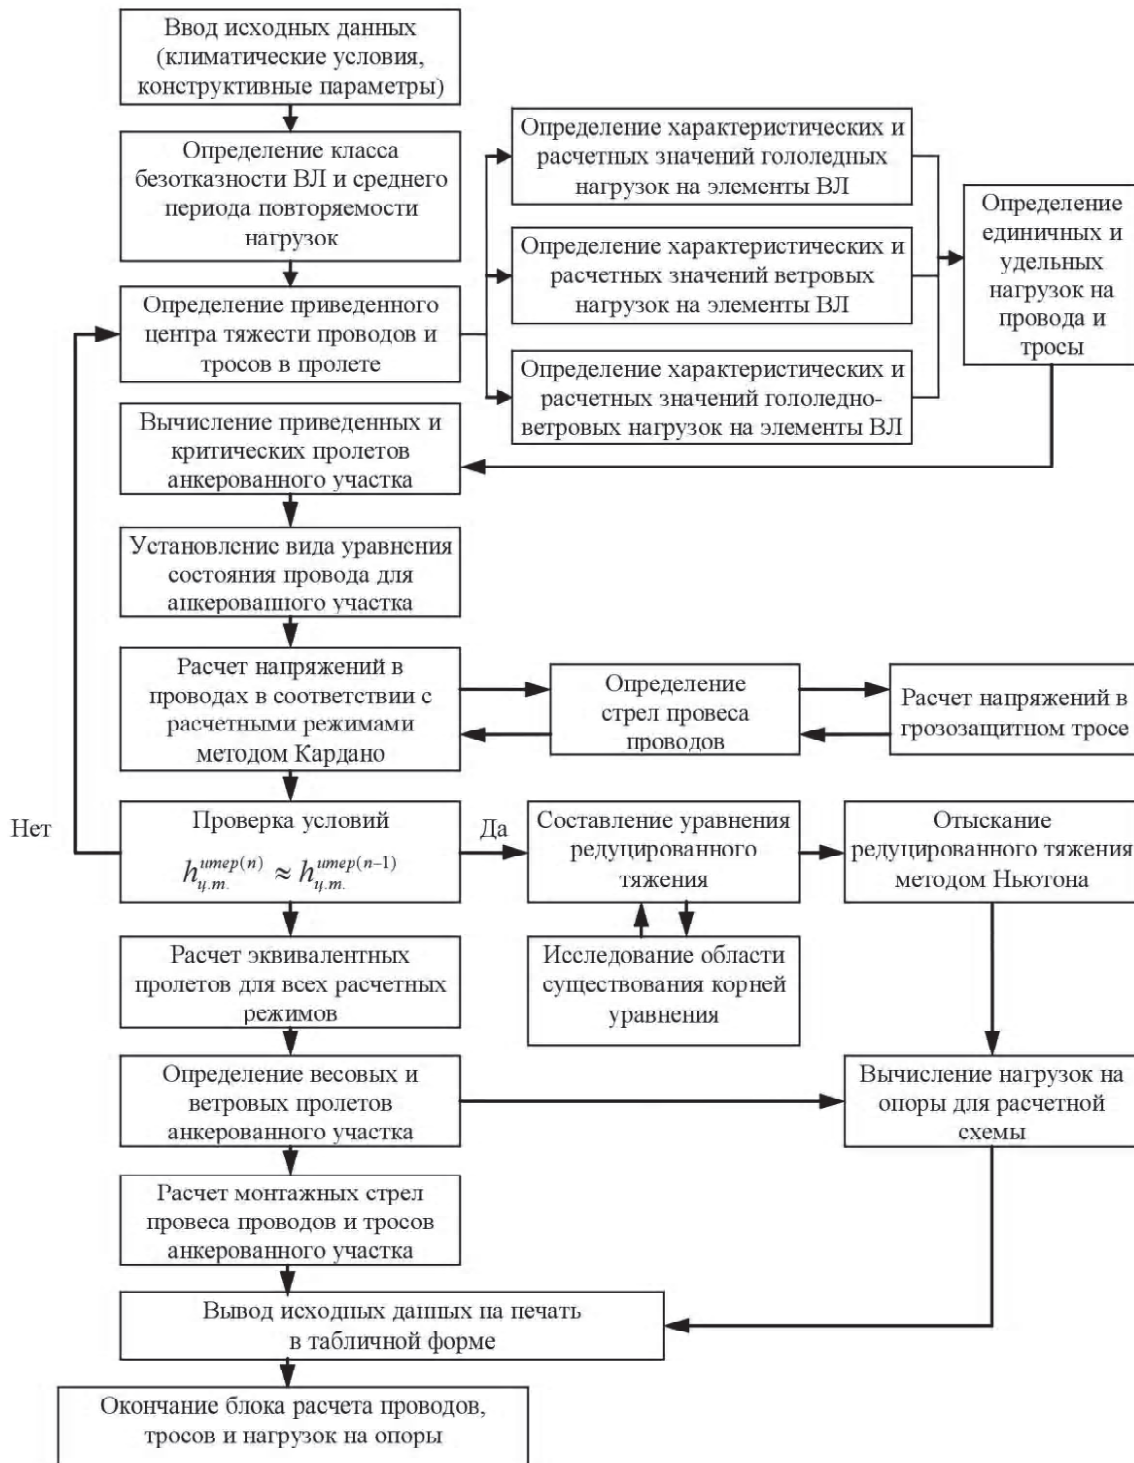 Ввод исходных данных
(климатические условия,
конструктивные параметры)
Определение класса
безотказности ВЛ и среднего
периода повторяемости
нагрузок
Определение приведенного
центра тяжести проводов и
тросов в пролете
Определение характеристических и
расчетных значений гололедных
нагрузок на элементы ВЛ
Определение характеристических и
расчетных значений ветровых
нагрузок на элементы ВЛ
Определение характеристических и
расчетных значений гололедно-
ветровых нагрузок на элементы ВЛ
Определение
единичных и
удельных
нагрузок на
провода и
тросы
Вычисление приведенных и
критических пролетов
анкерованного участка
Установление вида уравнения
состояния провода для
анкерованного участка
Расчет напряжений в
проводах в соответствии с
расчетными режимами
методом Кардано
Определение
стрел провеса
проводов
Расчет напряжений в
грозозащитном тросе
Нет
Проверка условий
h_{ц.т.}^{итер(n)} ≈ h_{ц.т.}^{итер(n−1)}
Да
Составление уравнения
редуцированного
тяжения
Отыскание
редуцированного тяжения
методом Ньютона
Исследование области
существования корней
уравнения
Расчет эквивалентных
пролетов для всех расчетных
режимов
Определение весовых и
ветровых пролетов
анкерованного участка
Вычисление нагрузок на
опоры для расчетной
схемы
Расчет монтажных стрел
провеса проводов и тросов
анкерованного участка
Вывод исходных данных на печать
в табличной форме
Окончание блока расчета проводов,
тросов и нагрузок на опоры